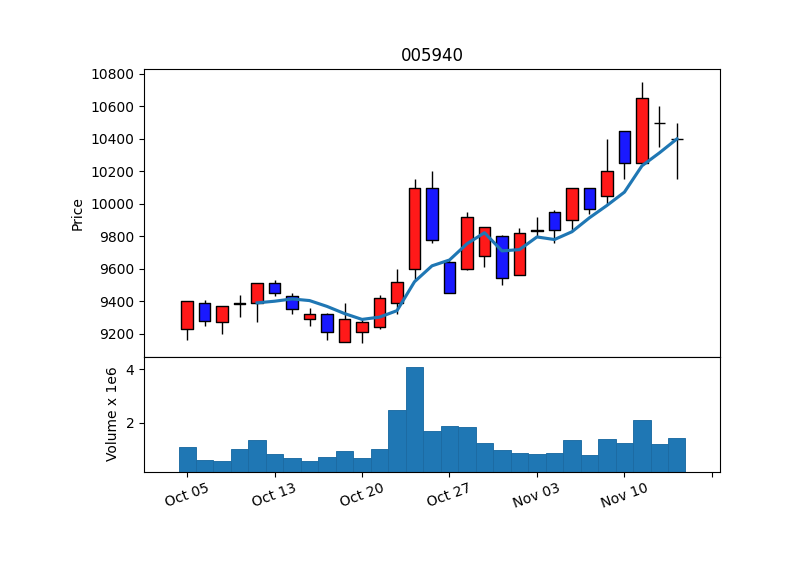 005940
10800
10600
10400
10200
10000
9800
9600
9400
9200
Price
4
2
Volume x 1e6
Oct 05
Oct 13
Oct 20
Oct 27
Nov 03
Nov 10